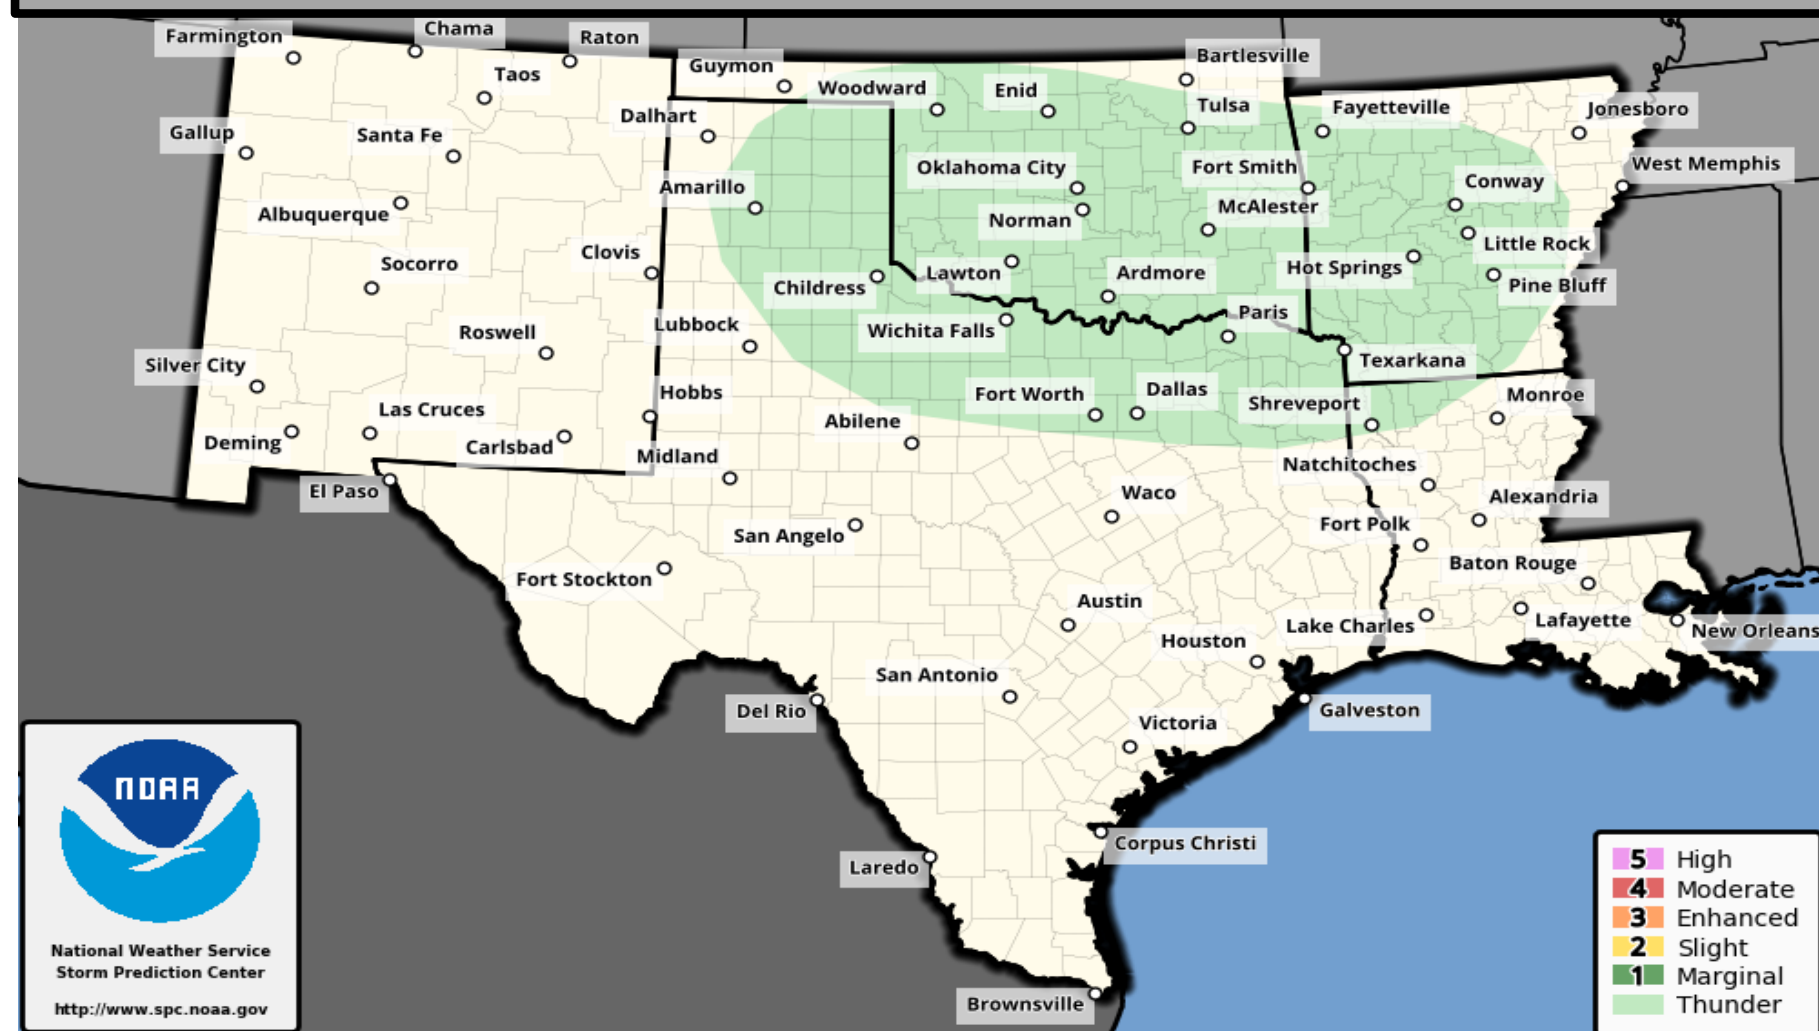 Farmington
Chama
Raton
Taos
Guymon
Woodward
Enid
Bartlesville
Tulsa
Fayetteville
Jonesboro
Dalhart
Gallup
Santa Fe
Oklahoma City
Fort Smith
West Memphis
Conway
Amarillo
Albuquerque
Norman
McAlester
Little Rock
Clovis
Socorro
Lawton
Ardmore
Hot Springs
Pine Bluff
Childress
Lubbock
Wichita Falls
Paris
Roswell
Texarkana
Silver City
Hobbs
Fort Worth
Dallas
Shreveport
Monroe
Las Cruces
Abilene
Deming
Carlsbad
Midland
Natchitoches
El Paso
Waco
Alexandria
San Angelo
Fort Polk
Fort Stockton
Baton Rouge
Austin
Lake Charles
Lafayette
New Orleans
Houston
San Antonio
Del Rio
Galveston
Victoria
Corpus Christi
Laredo
Brownsville
NOAA
National Weather Service
Storm Prediction Center
http://www.spc.noaa.gov
5 High
4 Moderate
3 Enhanced
2 Slight
1 Marginal
Thunder